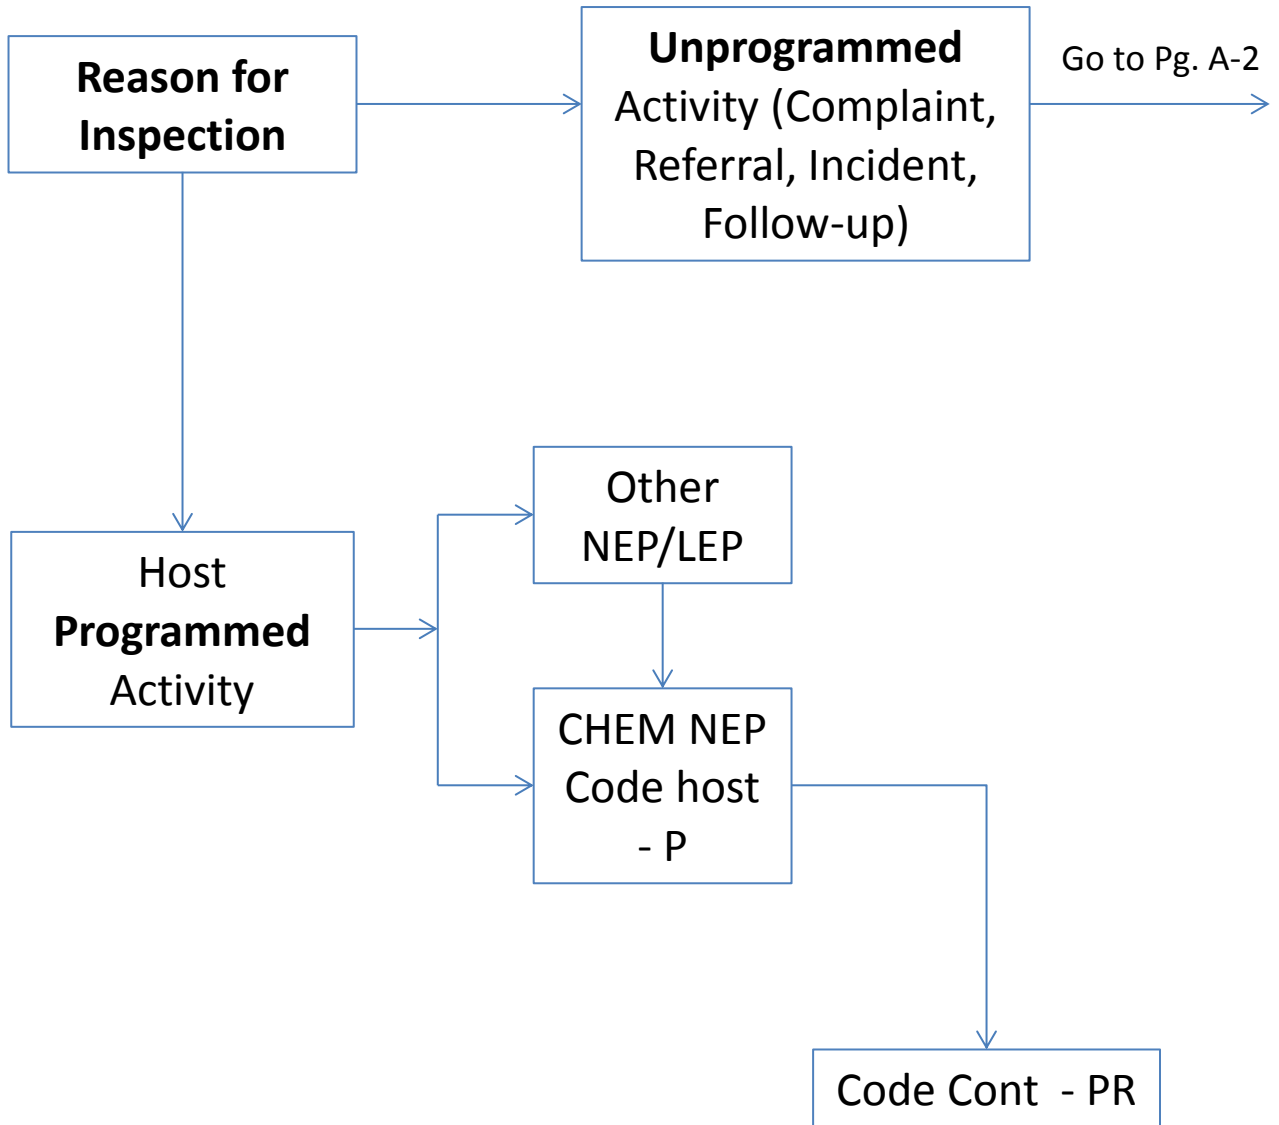 Reason for
Inspection
Unprogrammed
Activity (Complaint,
Referral, Incident,
Follow-up)
Go to Pg. A-2
Host
Programmed
Activity
Other
NEP/LEP
CHEM NEP
Code host
- P
Code Cont - PR